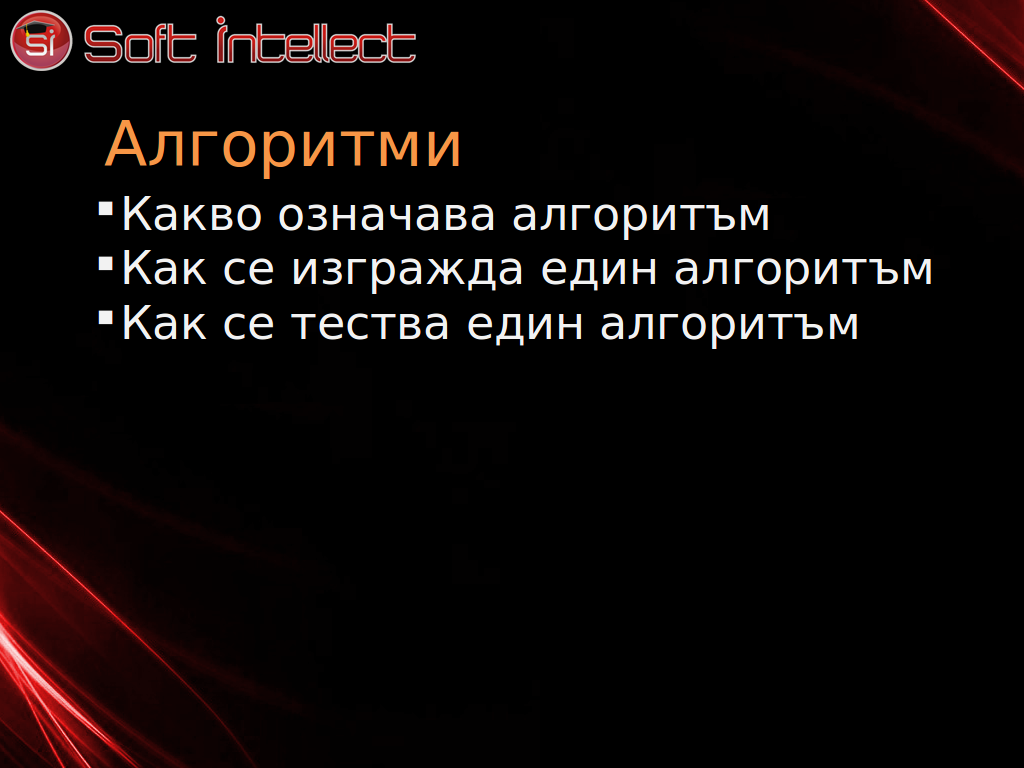 Si Soft Intellect
Алгоритми
▪Какво означава алгоритъм
▪Как се изгражда един алгоритъм
▪Как се тества един алгоритъм